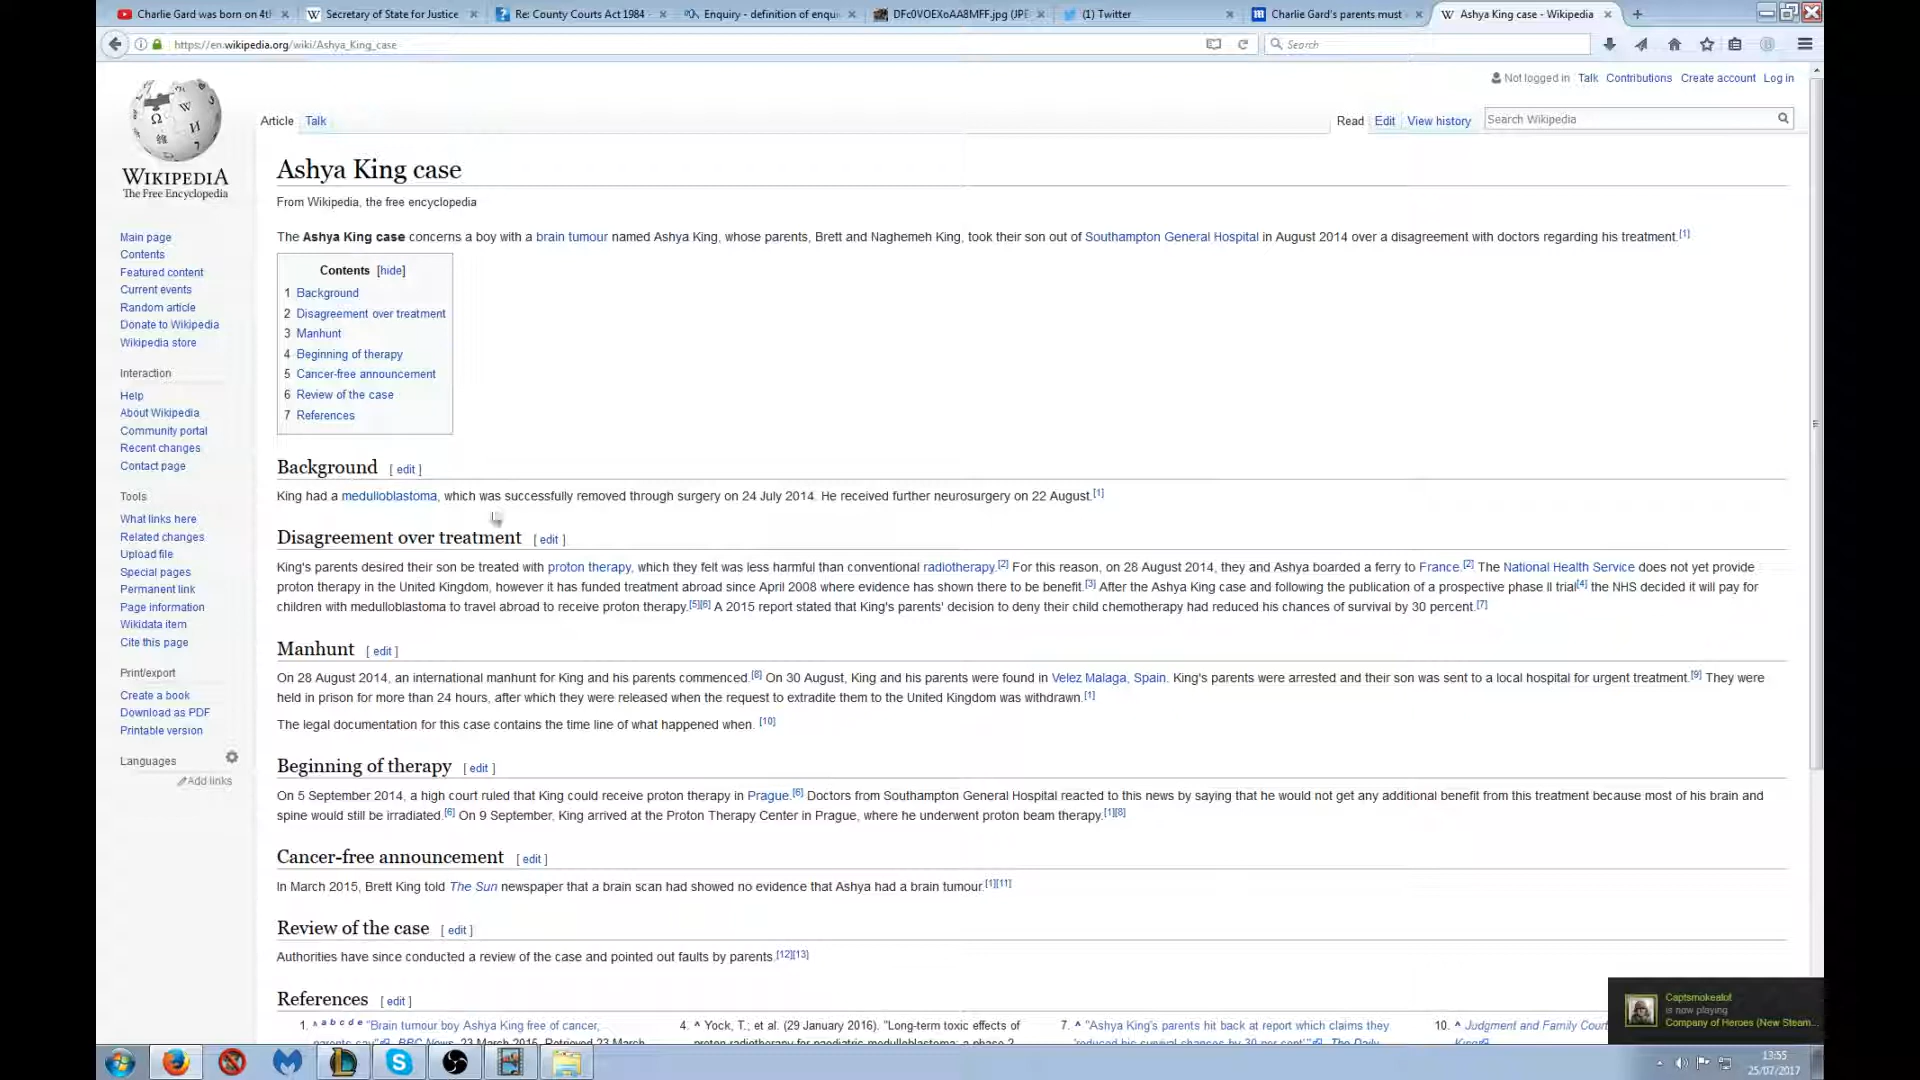 Charlie Gard was born on 4th
Secretary of State for Justice
Re: County Courts Act 1984 -
Enquiry - definition of enqui
DFc0VOEXoAA8MFF.jpg (JPE
(1) Twitter
Charlie Gard's parents must
Ashya King case - Wikipedia
https://en.wikipedia.org/wiki/Ashya_King_case
Search
Not logged in Talk Contributions Create account Log in
Article Talk
Read Edit View history
Search Wikipedia
WIKIPEDIA
The Free Encyclopedia
Main page
Contents
Featured content
Current events
Random article
Donate to Wikipedia
Wikipedia store
Interaction
Help
About Wikipedia
Community portal
Recent changes
Contact page
Tools
What links here
Related changes
Upload file
Special pages
Permanent link
Page information
Wikidata item
Cite this page
Print/export
Create a book
Download as PDF
Printable version
Languages
Add links
Ashya King case
From Wikipedia, the free encyclopedia
The Ashya King case concerns a boy with a brain tumour named Ashya King, whose parents, Brett and Naghemeh King, took their son out of Southampton General Hospital in August 2014 over a disagreement with doctors regarding his treatment.[1]
Contents [hide]
1 Background
2 Disagreement over treatment
3 Manhunt
4 Beginning of therapy
5 Cancer-free announcement
6 Review of the case
7 References
Background [ edit ]
King had a medulloblastoma, which was successfully removed through surgery on 24 July 2014. He received further neurosurgery on 22 August.[1]
Disagreement over treatment [ edit ]
King's parents desired their son be treated with proton therapy, which they felt was less harmful than conventional radiotherapy.[2] For this reason, on 28 August 2014, they and Ashya boarded a ferry to France.[2] The National Health Service does not yet provide
proton therapy in the United Kingdom, however it has funded treatment abroad since April 2008 where evidence has shown there to be benefit.[3] After the Ashya King case and following the publication of a prospective phase II trial[4] the NHS decided it will pay for
children with medulloblastoma to travel abroad to receive proton therapy.[5][6] A 2015 report stated that King's parents' decision to deny their child chemotherapy had reduced his chances of survival by 30 percent.[7]
Manhunt [ edit ]
On 28 August 2014, an international manhunt for King and his parents commenced.[8] On 30 August, King and his parents were found in Velez Malaga, Spain. King's parents were arrested and their son was sent to a local hospital for urgent treatment.[9] They were
held in prison for more than 24 hours, after which they were released when the request to extradite them to the United Kingdom was withdrawn.[1]
The legal documentation for this case contains the time line of what happened when. [10]
Beginning of therapy [ edit ]
On 5 September 2014, a high court ruled that King could receive proton therapy in Prague.[6] Doctors from Southampton General Hospital reacted to this news by saying that he would not get any additional benefit from this treatment because most of his brain and
spine would still be irradiated.[6] On 9 September, King arrived at the Proton Therapy Center in Prague, where he underwent proton beam therapy.[1][8]
Cancer-free announcement [ edit ]
In March 2015, Brett King told The Sun newspaper that a brain scan had showed no evidence that Ashya had a brain tumour.[1][11]
Review of the case [ edit ]
Authorities have since conducted a review of the case and pointed out faults by parents.[12][13]
References [ edit ]
1. ^ a b c d e "Brain tumour boy Ashya King free of cancer,
parents say". BBC News. 23 March 2015. Retrieved 23 March
4. ^ Yock, T.; et al. (29 January 2016). "Long-term toxic effects of
proton radiotherapy for paediatric medulloblastoma: a phase 2
7. ^ "Ashya King's parents hit back at report which claims they
'reduced his survival chances by 30 per cent'". The Daily
10. ^ Judgment and Family Court
King
Captsmokealot
is now playing
Company of Heroes (New Steam...
13:55
25/07/2017